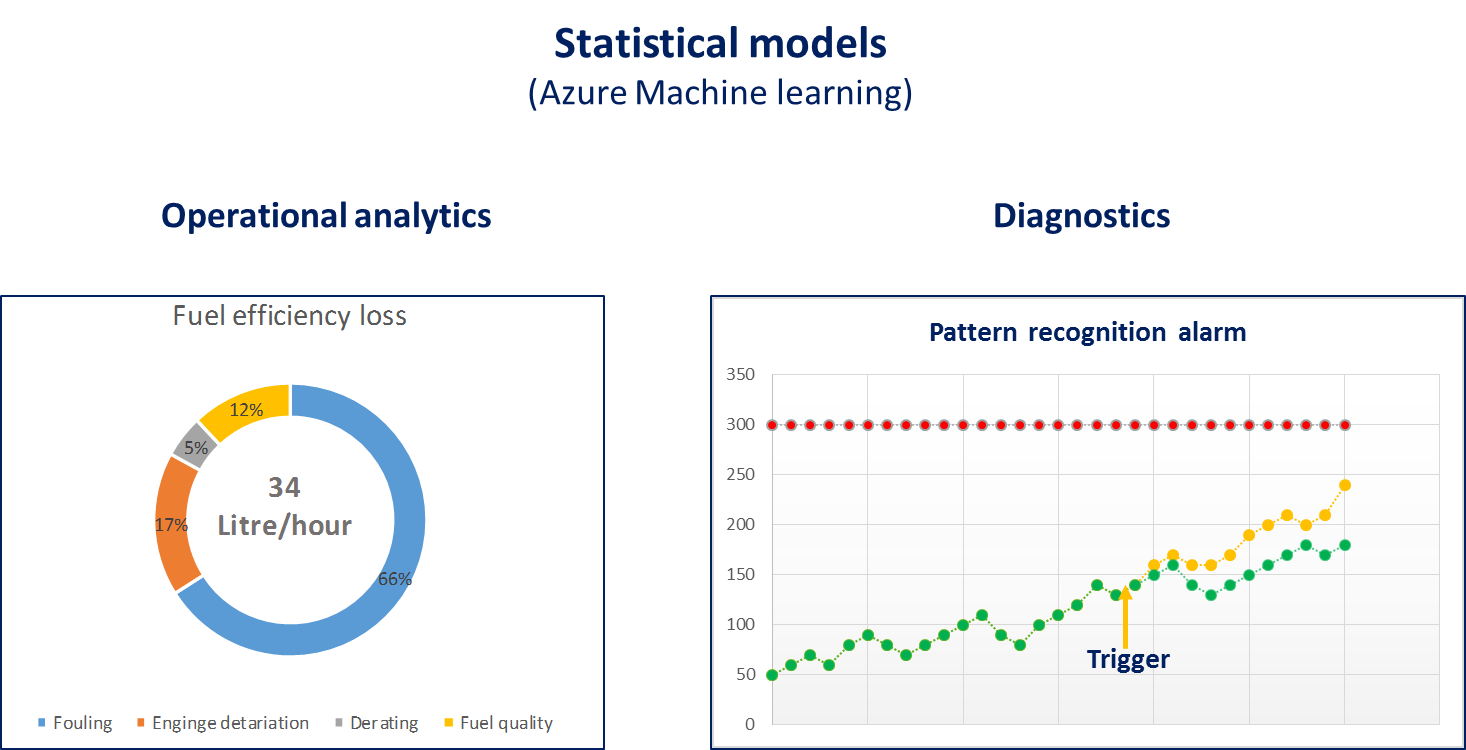 Statistical models
(Azure Machine learning)
Operational analytics
Diagnostics
Fuel efficiency loss
12%
5%
34
Litre/hour
17%
66%
Fouling
Enginge detariation
Derating
Fuel quality
Pattern recognition alarm
350
300
250
200
150
100
50
0
Trigger